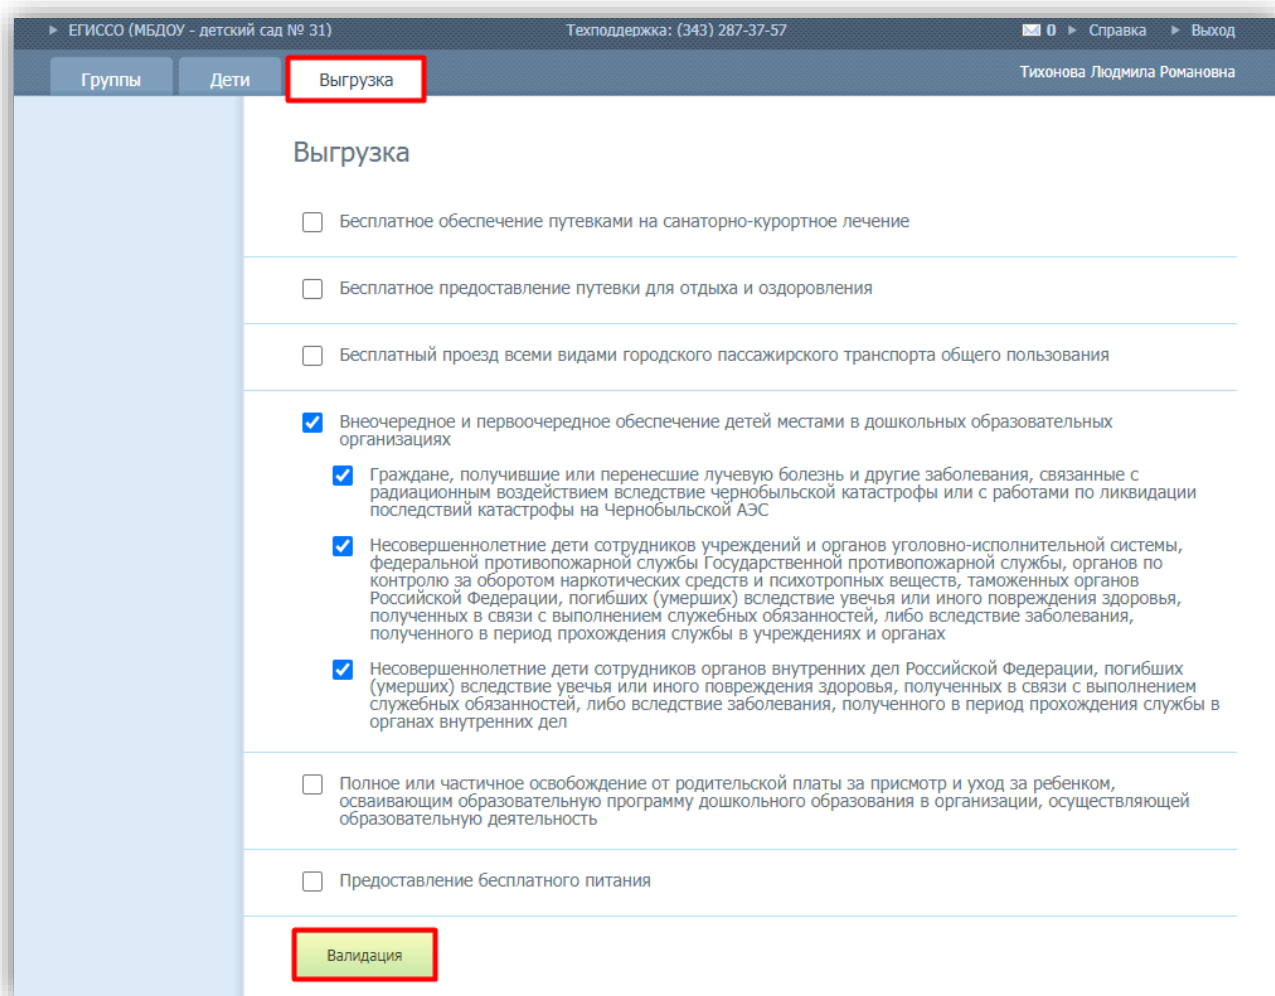 ЕГИССО (МБДОУ - детский сад № 31) Техподдержка: (343) 287-37-57 0 Справка Выход
Группы Дети Выгрузка Тихонова Людмила Романовна
Выгрузка
Бесплатное обеспечение путевками на санаторно-курортное лечение
Бесплатное предоставление путевки для отдыха и оздоровления
Бесплатный проезд всеми видами городского пассажирского транспорта общего пользования
Внеочередное и первоочередное обеспечение детей местами в дошкольных образовательных
организациях
Граждане, получившие или перенесшие лучевую болезнь и другие заболевания, связанные с
радиационным воздействием вследствие чернобыльской катастрофы или с работами по ликвидации
последствий катастрофы на Чернобыльской АЭС
Несовершеннолетние дети сотрудников учреждений и органов уголовно-исполнительной системы,
федеральной противопожарной службы Государственной противопожарной службы, органов по
контролю за оборотом наркотических средств и психотропных веществ, таможенных органов
Российской Федерации, погибших (умерших) вследствие увечья или иного повреждения здоровья,
полученных в связи с выполнением служебных обязанностей, либо вследствие заболевания,
полученного в период прохождения службы в учреждениях и органах
Несовершеннолетние дети сотрудников органов внутренних дел Российской Федерации, погибших
(умерших) вследствие увечья или иного повреждения здоровья, полученных в связи с выполнением
служебных обязанностей, либо вследствие заболевания, полученного в период прохождения службы в
органах внутренних дел
Полное или частичное освобождение от родительской платы за присмотр и уход за ребенком,
осваивающим образовательную программу дошкольного образования в организации, осуществляющей
образовательную деятельность
Предоставление бесплатного питания
Валидация